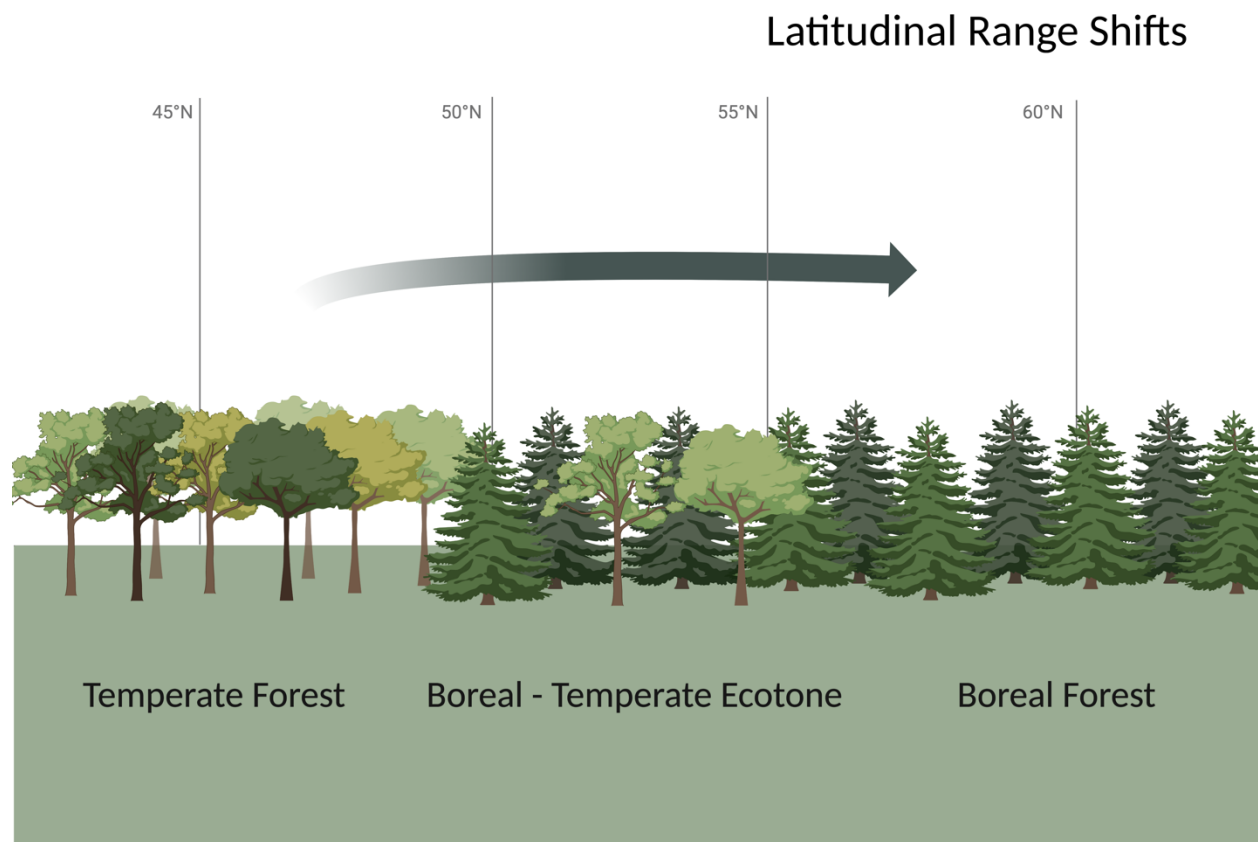 Latitudinal Range Shifts
45°N
50°N
55°N
60°N
Temperate Forest
Boreal - Temperate Ecotone
Boreal Forest